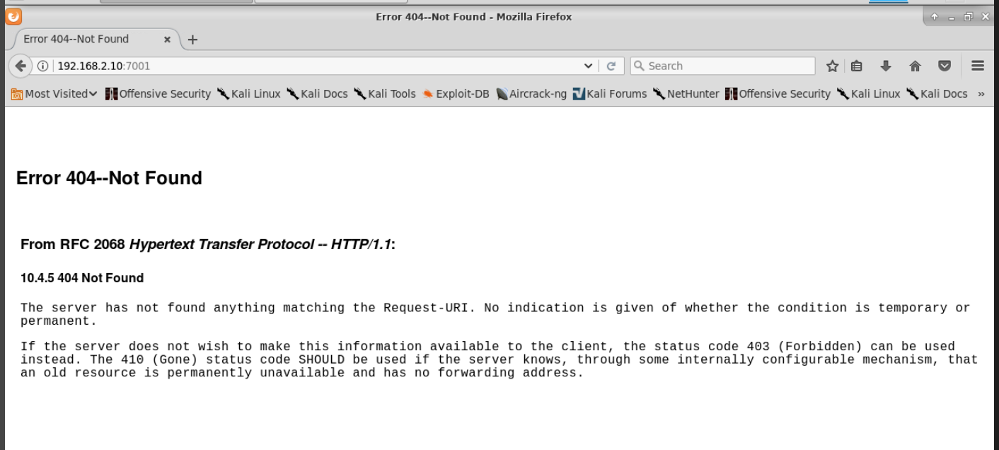 Error 404--Not Found - Mozilla Firefox
Error 404--Not Found
192.168.2.10:7001
Search
Most Visited Offensive Security Kali Linux Kali Docs Kali Tools Exploit-DB Aircrack-ng Kali Forums NetHunter Offensive Security Kali Linux Kali Docs »
Error 404--Not Found
From RFC 2068 Hypertext Transfer Protocol -- HTTP/1.1:
10.4.5 404 Not Found
The server has not found anything matching the Request-URI. No indication is given of whether the condition is temporary or
permanent.
If the server does not wish to make this information available to the client, the status code 403 (Forbidden) can be used
instead. The 410 (Gone) status code SHOULD be used if the server knows, through some internally configurable mechanism, that
an old resource is permanently unavailable and has no forwarding address.